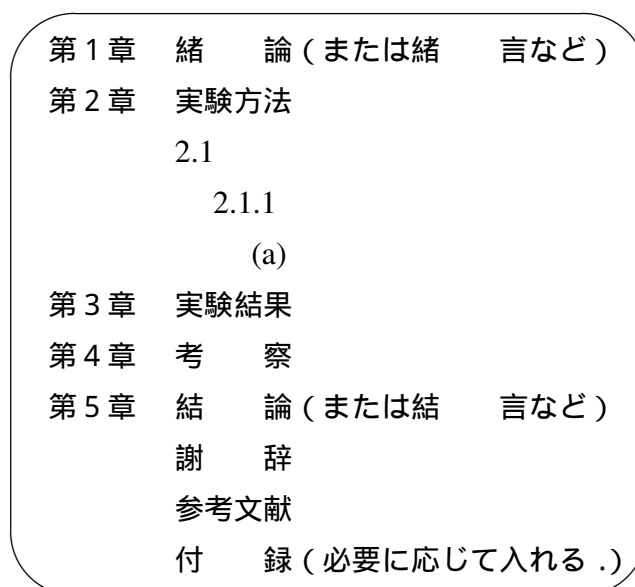 第1章　緒　　論(または緒　　言など)
第2章　実験方法
2.1
2.1.1
(a)
第3章　実験結果
第4章　考　　察
第5章　結　　論(または結　　言など)
謝　　辞
参考文献
付　　録(必要に応じて入れる.)